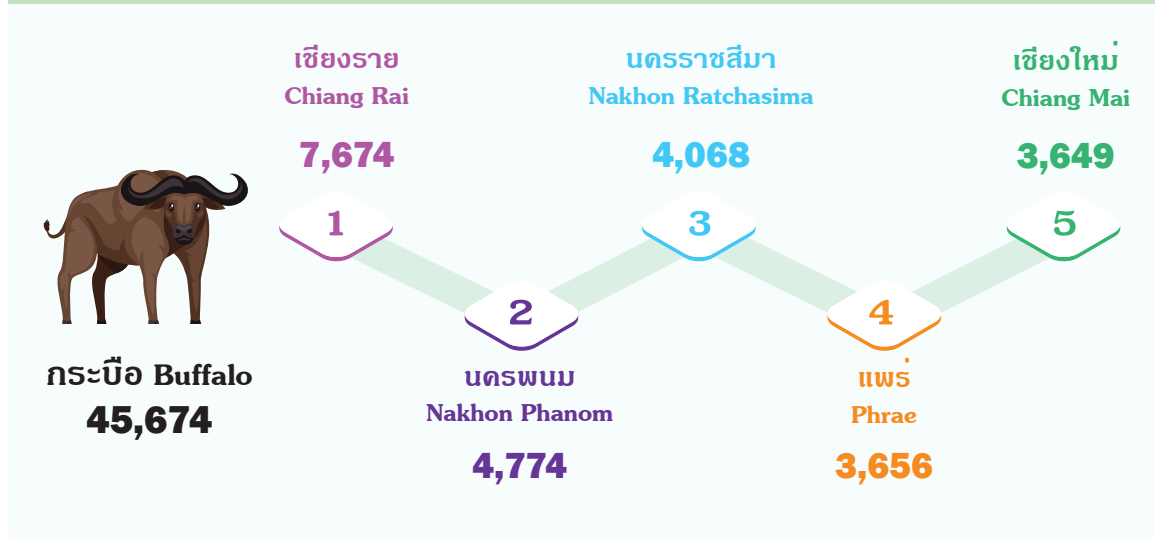 กระบือ Buffalo
45,674
เชียงราย
Chiang Rai
7,674
1
2
นครพนม
Nakhon Phanom
4,774
นครราชสีมา
Nakhon Ratchasima
4,068
3
4
แพร่
Phrae
3,656
เชียงใหม่
Chiang Mai
3,649
5